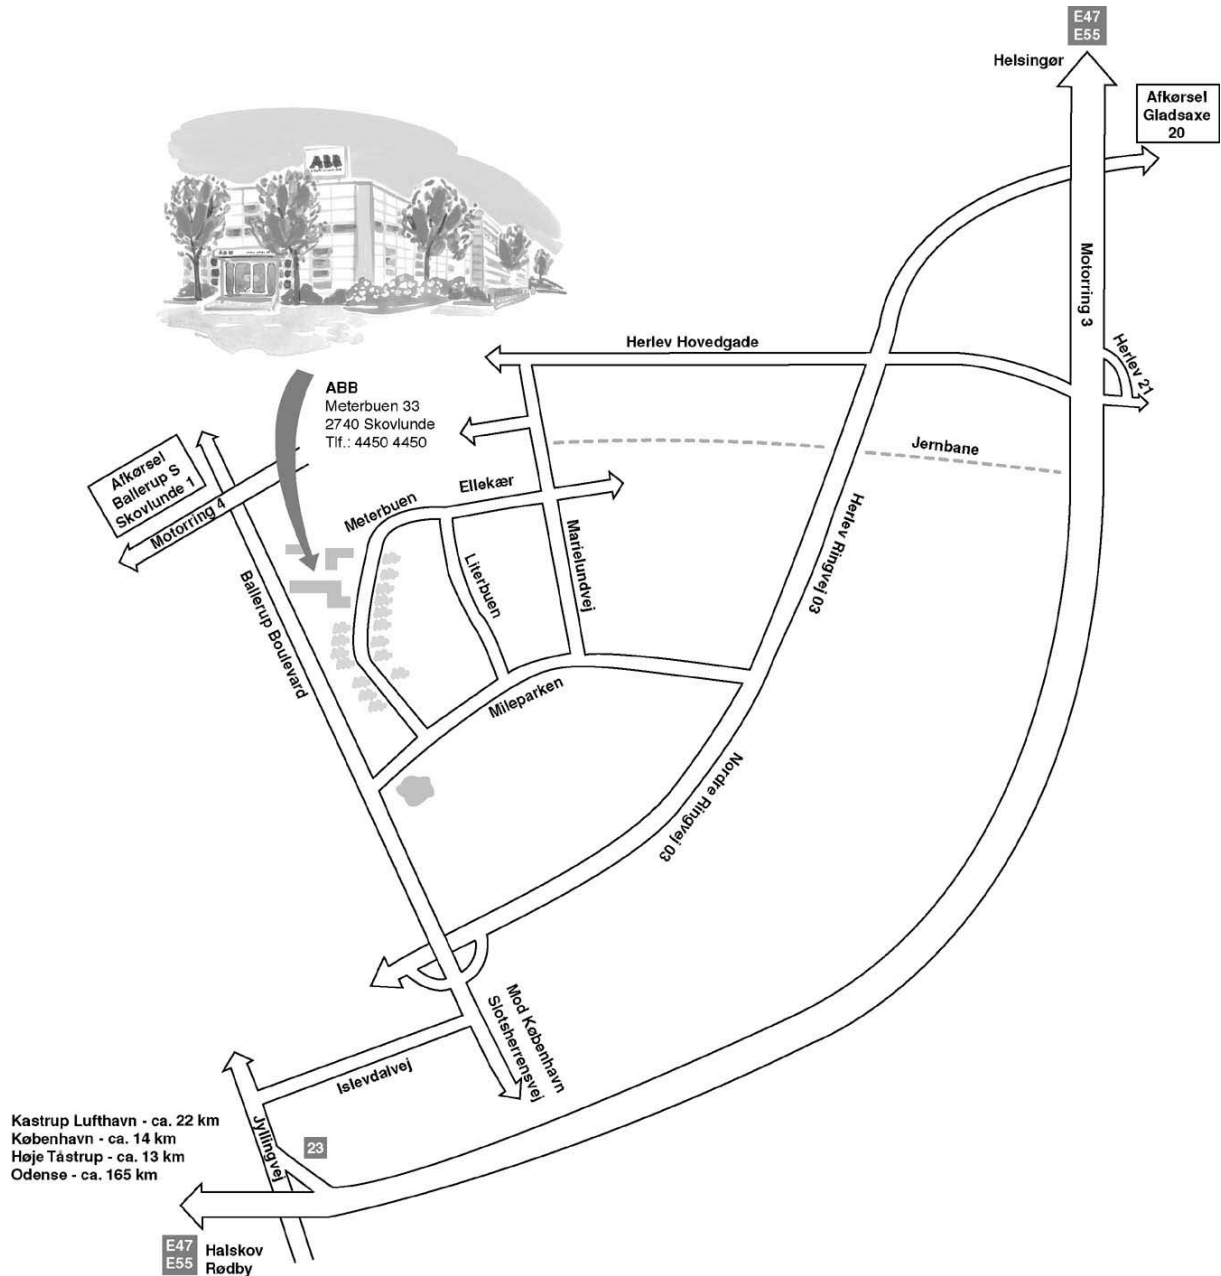 E47
E55
Helsingør
Afkørsel
Gladsaxe
20
ABB
Motorring 3
Herlev Hovedgade
Herlev 21
ABB
Meterbuen 33
2740 Skovlunde
Tlf.: 4450 4450
Jernbane
Afkørsel
Ballerup S
Skovlunde 1
Motorring 4
Meterbuen
Ellekær
Herlev Ringvej 03
Literbuen
Marielundvej
Ballerup Boulevard
Mileparken
Nordre Ringvej 03
Mod København
Slotsherrensvej
Islevdalvej
Jyllingvej
Kastrup Lufthavn - ca. 22 km
København - ca. 14 km
Høje Tåstrup - ca. 13 km
Odense - ca. 165 km
23
E47
E55
Halskov
Rødby